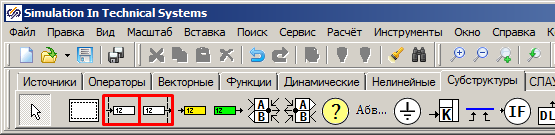 Simulation In Technical Systems
Файл Правка Вид Масштаб Вставка Поиск Сервис Расчёт Инструменты Окно Справка
Источники Операторы Векторные Функции Динамические Нелинейные Субструктуры СЛАУ
12 12 12 12 A B A B ? Абв... K IF